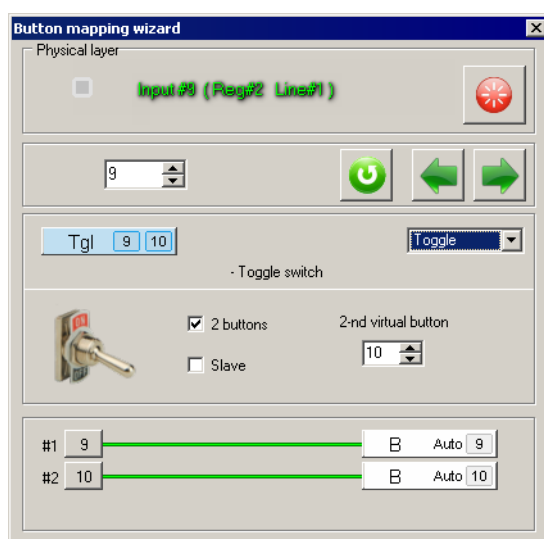 Button mapping wizard
Physical layer
Input#9 (Reg#2 Line#1)
9
Tgl 9 10
Toggle
- Toggle switch
2 buttons
2-nd virtual button
10
Slave
#1 9 B Auto 9
#2 10 B Auto 10